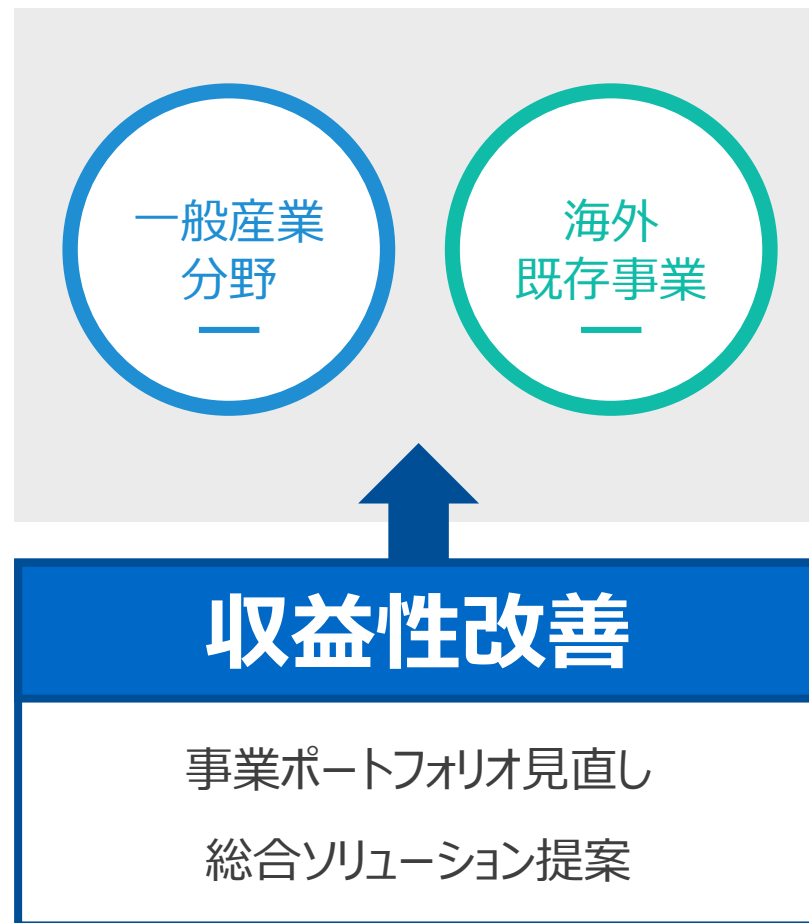 一般産業
分野
海外
既存事業
収益性改善
事業ポートフォリオ見直し
総合ソリューション提案